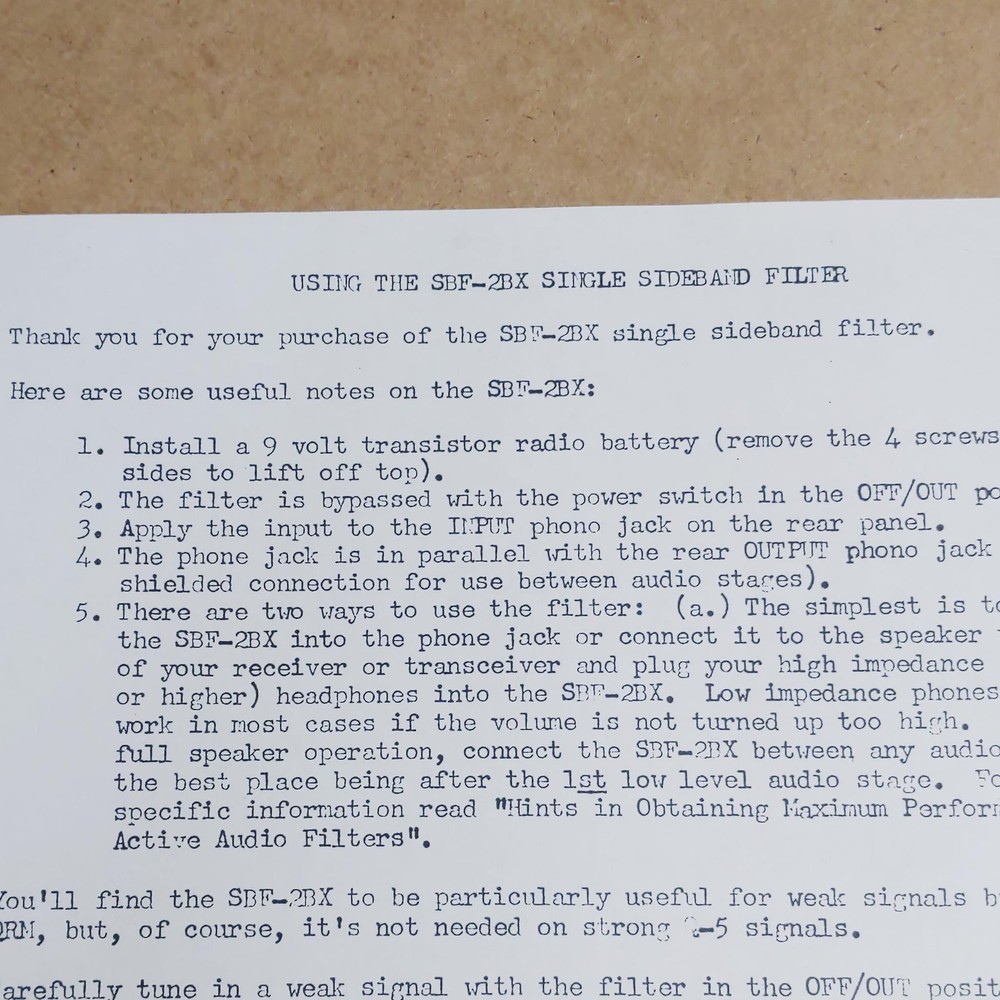 USING THE SBF-2BX SINGLE SIDEBAND FILTER
Thank you for your purchase of the SBF-2BX single sideband filter.
Here are some useful notes on the SBF-2BX:
1. Install a 9 volt transistor radio battery (remove the 4 screws
sides to lift off top).
2. The filter is bypassed with the power switch in the OFF/OUT po
3. Apply the input to the INPUT phono jack on the rear panel.
4. The phone jack is in parallel with the rear OUTPUT phono jack
shielded connection for use between audio stages).
5. There are two ways to use the filter: (a.) The simplest is to
the SBF-2BX into the phone jack or connect it to the speaker
of your receiver or transceiver and plug your high impedance
or higher) headphones into the SBF-2BX. Low impedance phones
work in most cases if the volume is not turned up too high.
full speaker operation, connect the SBF-2BX between any audio
the best place being after the 1st low level audio stage. Fo
specific information read "Hints in Obtaining Maximum Perfor
Active Audio Filters".
You'll find the SBF-2BX to be particularly useful for weak signals b
QRM, but, of course, it's not needed on strong -5 signals.
arefully tune in a weak signal with the filter in the OFF/OUT posit